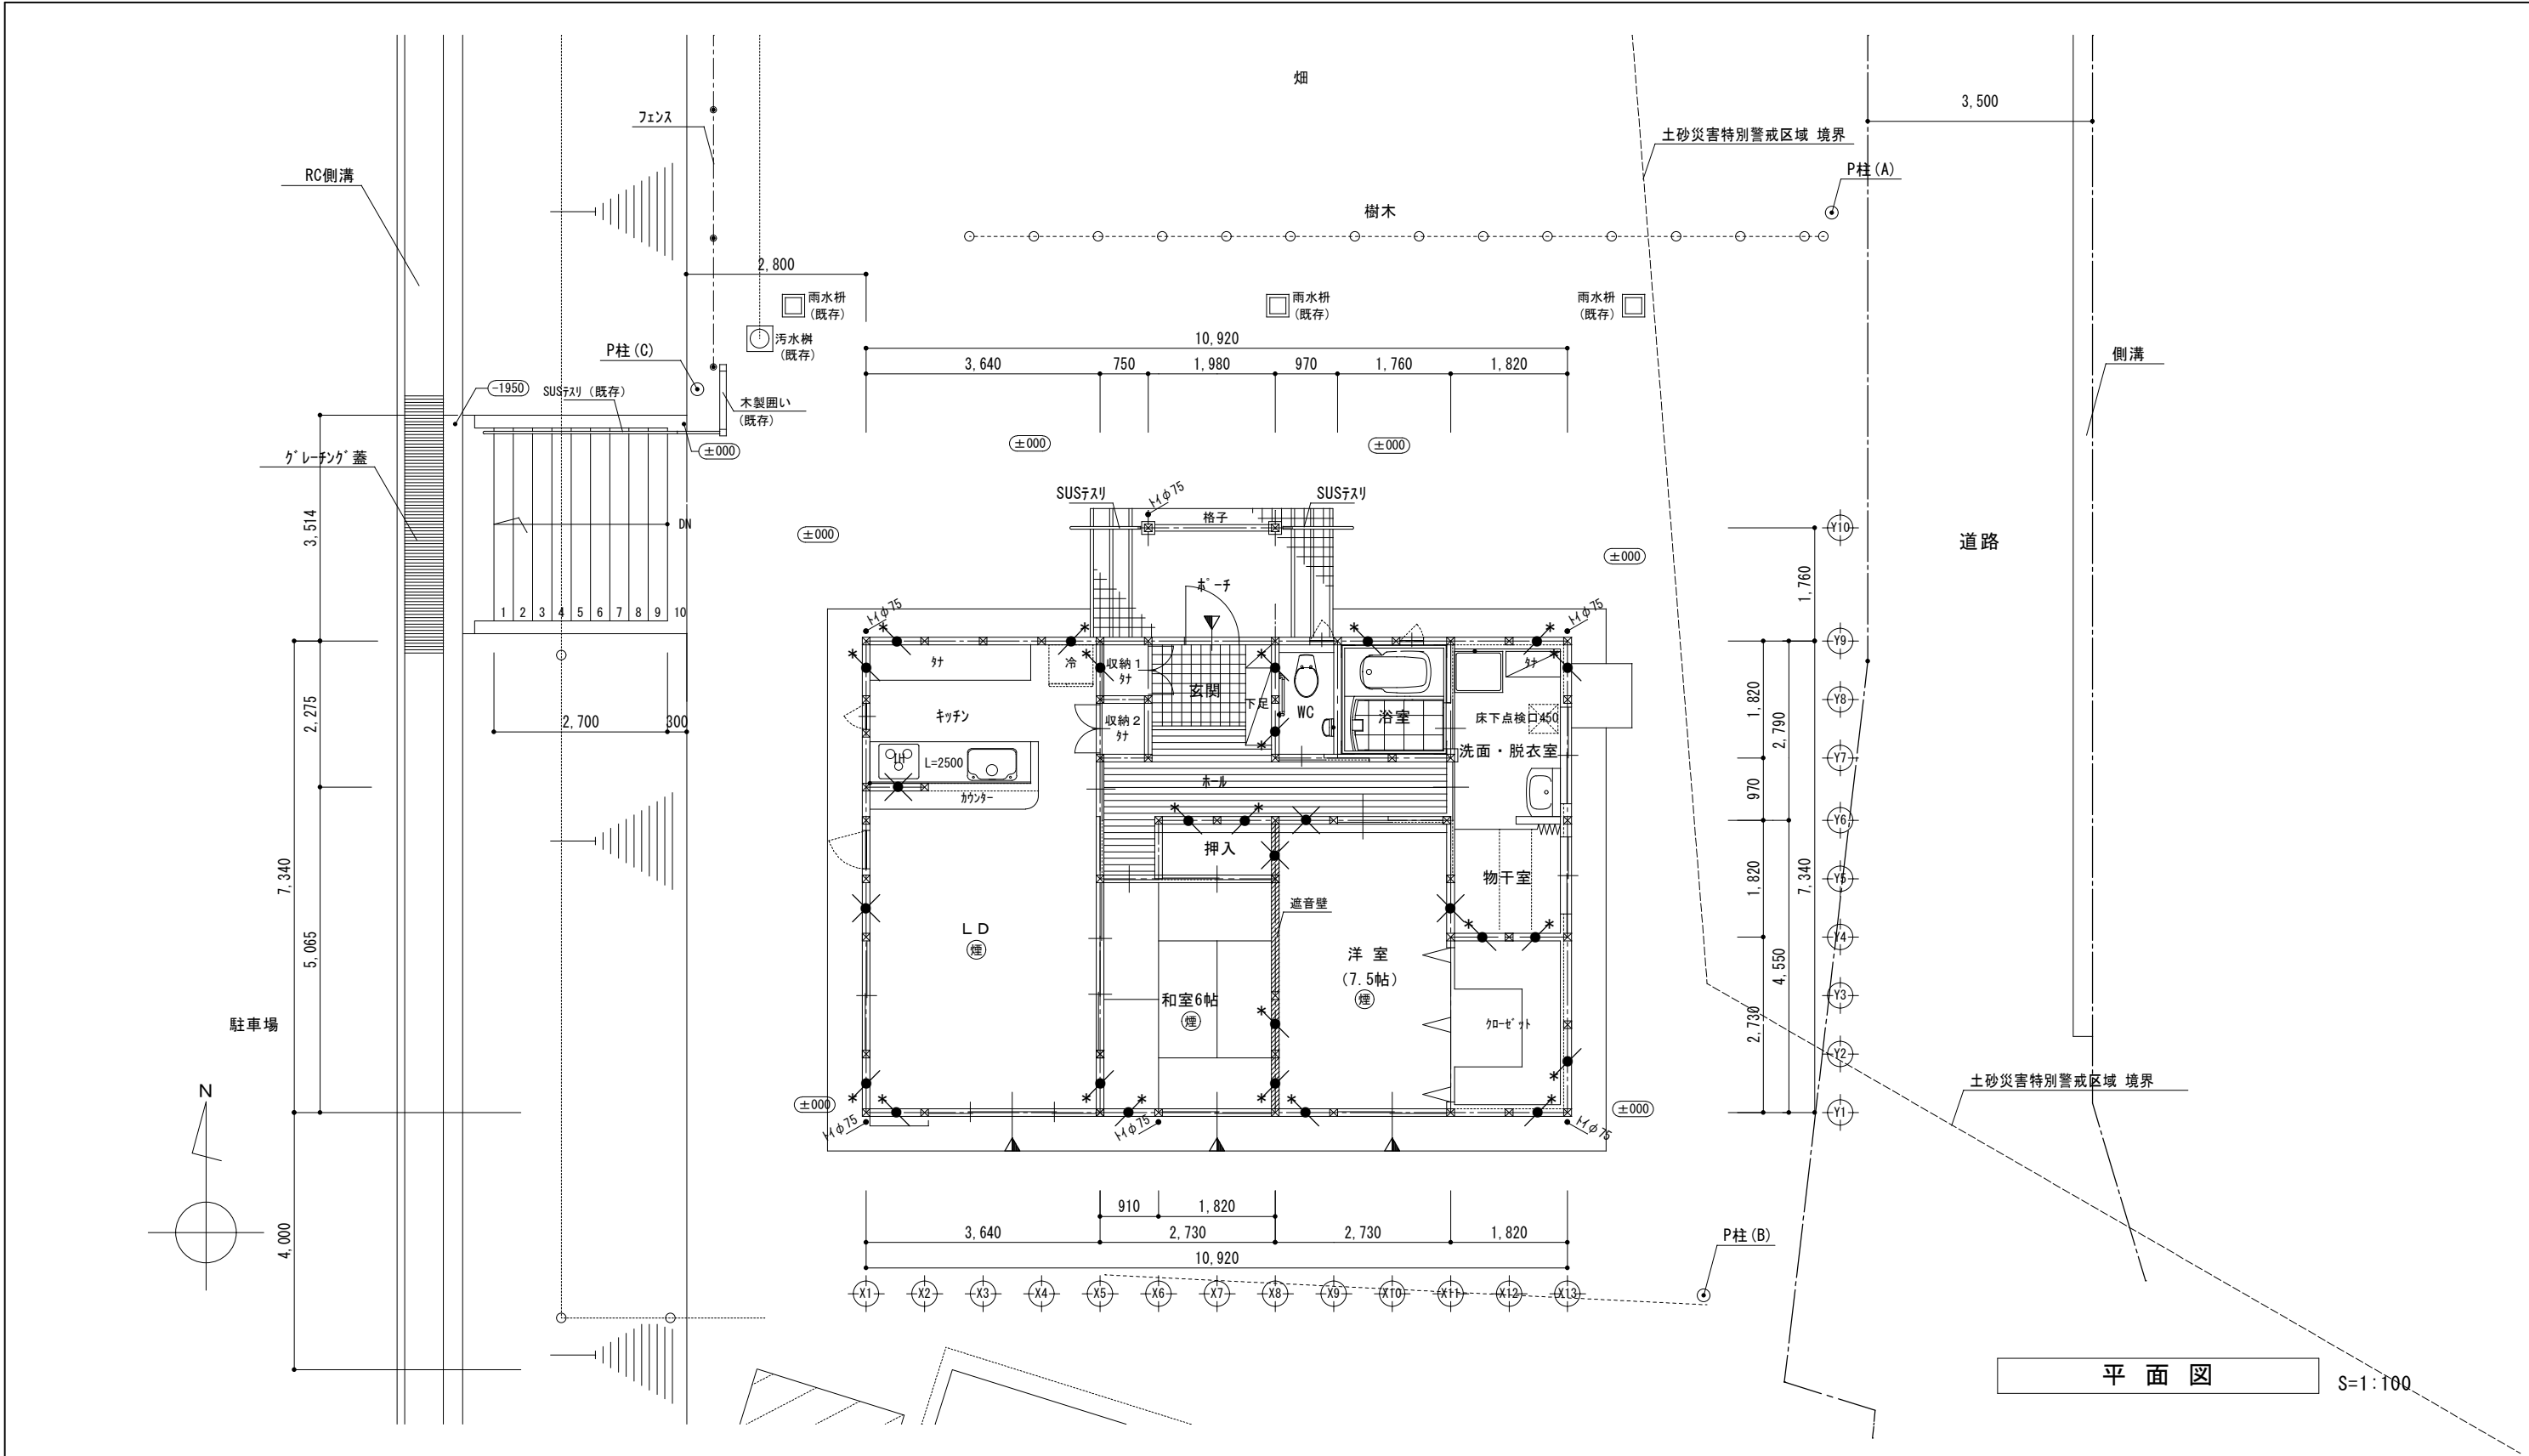 畑
3,500
フェンス
土砂災害特別警戒区域 境界
P柱(A)
RC側溝
樹木
2,800
雨水枡
(既存)
雨水枡
(既存)
雨水枡
(既存)
汚水桝
(既存)
10,920
P柱(C)
側溝
3,640
750
1,980
970
1,760
1,820
-1950
SUSテスリ (既存)
木製囲い
(既存)
±000
±000
±000
グレーチング蓋
SUSテスリ
トイφ75
SUSテスリ
格子
3,514
DN
±000
±000
Y10
道路
ポーチ
1,760
1
2
3
4
5
6
7
8
9
10
トイφ75
トイφ75
Y9
タナ
冷
収納1
タナ
玄関
下足
WC
浴室
タナ
1,820
2,790
Y8
2,275
2,700
300
キッチン
収納2
タナ
床下点検口450
洗面・脱衣室
IH
L=2500
Y7
ホール
カウンター
970
Y6
押入
7,340
物干室
1,820
7,340
Y5
遮音壁
LD
煙
5,065
洋 室
(7.5帖)
煙
Y4
4,550
和室6帖
煙
Y3
駐車場
クローゼット
2,730
Y2
N
土砂災害特別警戒区域 境界
±000
±000
Y1
トイφ75
トイφ75
トイφ75
910
1,820
4,000
3,640
2,730
2,730
1,820
P柱(B)
10,920
X1
X2
X3
X4
X5
X6
X7
X8
X9
X10
X11
X12
X13
平 面 図
S=1:100